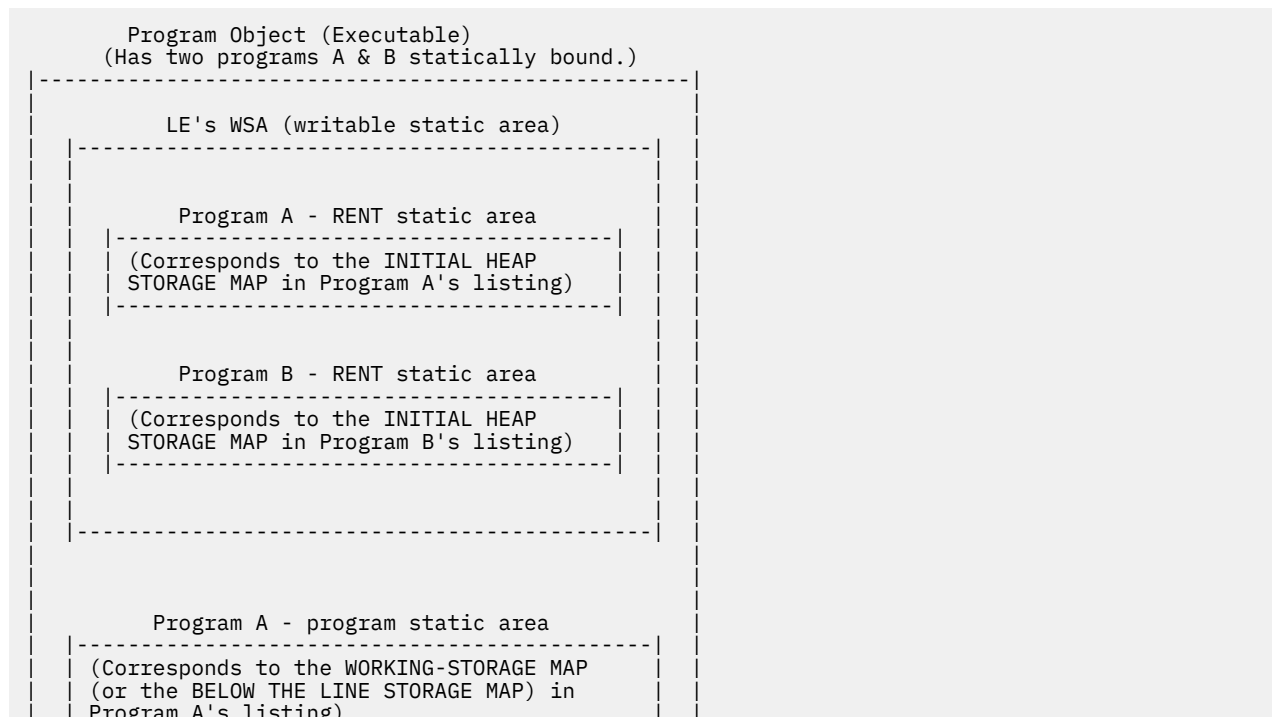 Program Object (Executable)
(Has two programs A & B statically bound.)
LE's WSA (writable static area)
Program A - RENT static area
(Corresponds to the INITIAL HEAP
STORAGE MAP in Program A's listing)
Program B - RENT static area
(Corresponds to the INITIAL HEAP
STORAGE MAP in Program B's listing)
Program A - program static area
(Corresponds to the WORKING-STORAGE MAP
(or the BELOW THE LINE STORAGE MAP) in
Program A's listing)